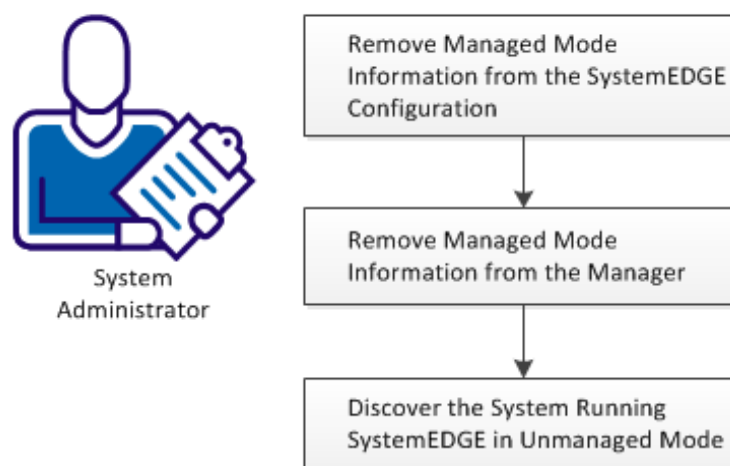 System
Administrator
Remove Managed Mode
Information from the SystemEDGE
Configuration
Remove Managed Mode
Information from the Manager
Discover the System Running
SystemEDGE in Unmanaged Mode